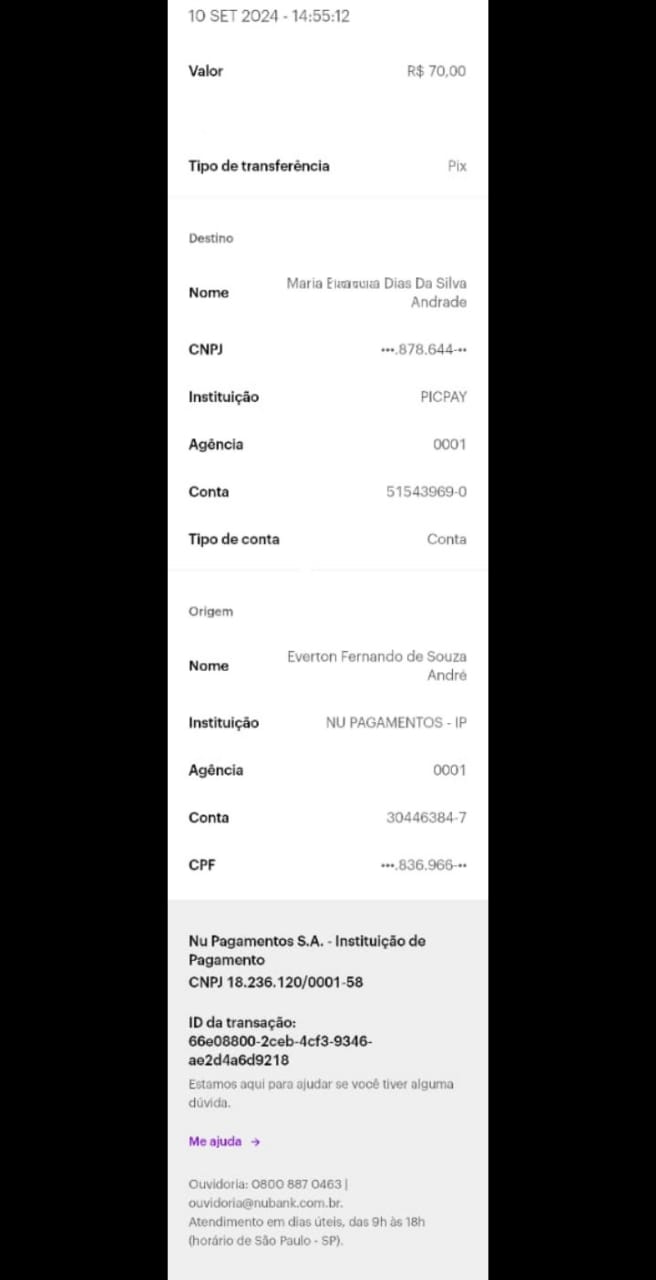 10 SET 2024 - 14:55:12
Valor R$ 70,00
Tipo de transferência Pix
Destino
Nome Maria Dias Da Silva
Andrade
CNPJ •••.878.644-••
Instituição PICPAY
Agência 0001
Conta 51543969-0
Tipo de conta Conta
Origem
Nome Everton Fernando de Souza
André
Instituição NU PAGAMENTOS - IP
Agência 0001
Conta 30446384-7
CPF •••.836.966-••
Nu Pagamentos S.A. - Instituição de
Pagamento
CNPJ 18.236.120/0001-58
ID da transação:
66e08800-2ceb-4cf3-9346-
ae2d4a6d9218
Estamos aqui para ajudar se você tiver alguma
dúvida.
Me ajuda →
Ouvidoria: 0800 887 0463 |
ouvidoria@nubank.com.br.
Atendimento em dias úteis, das 9h às 18h
(horário de São Paulo - SP).